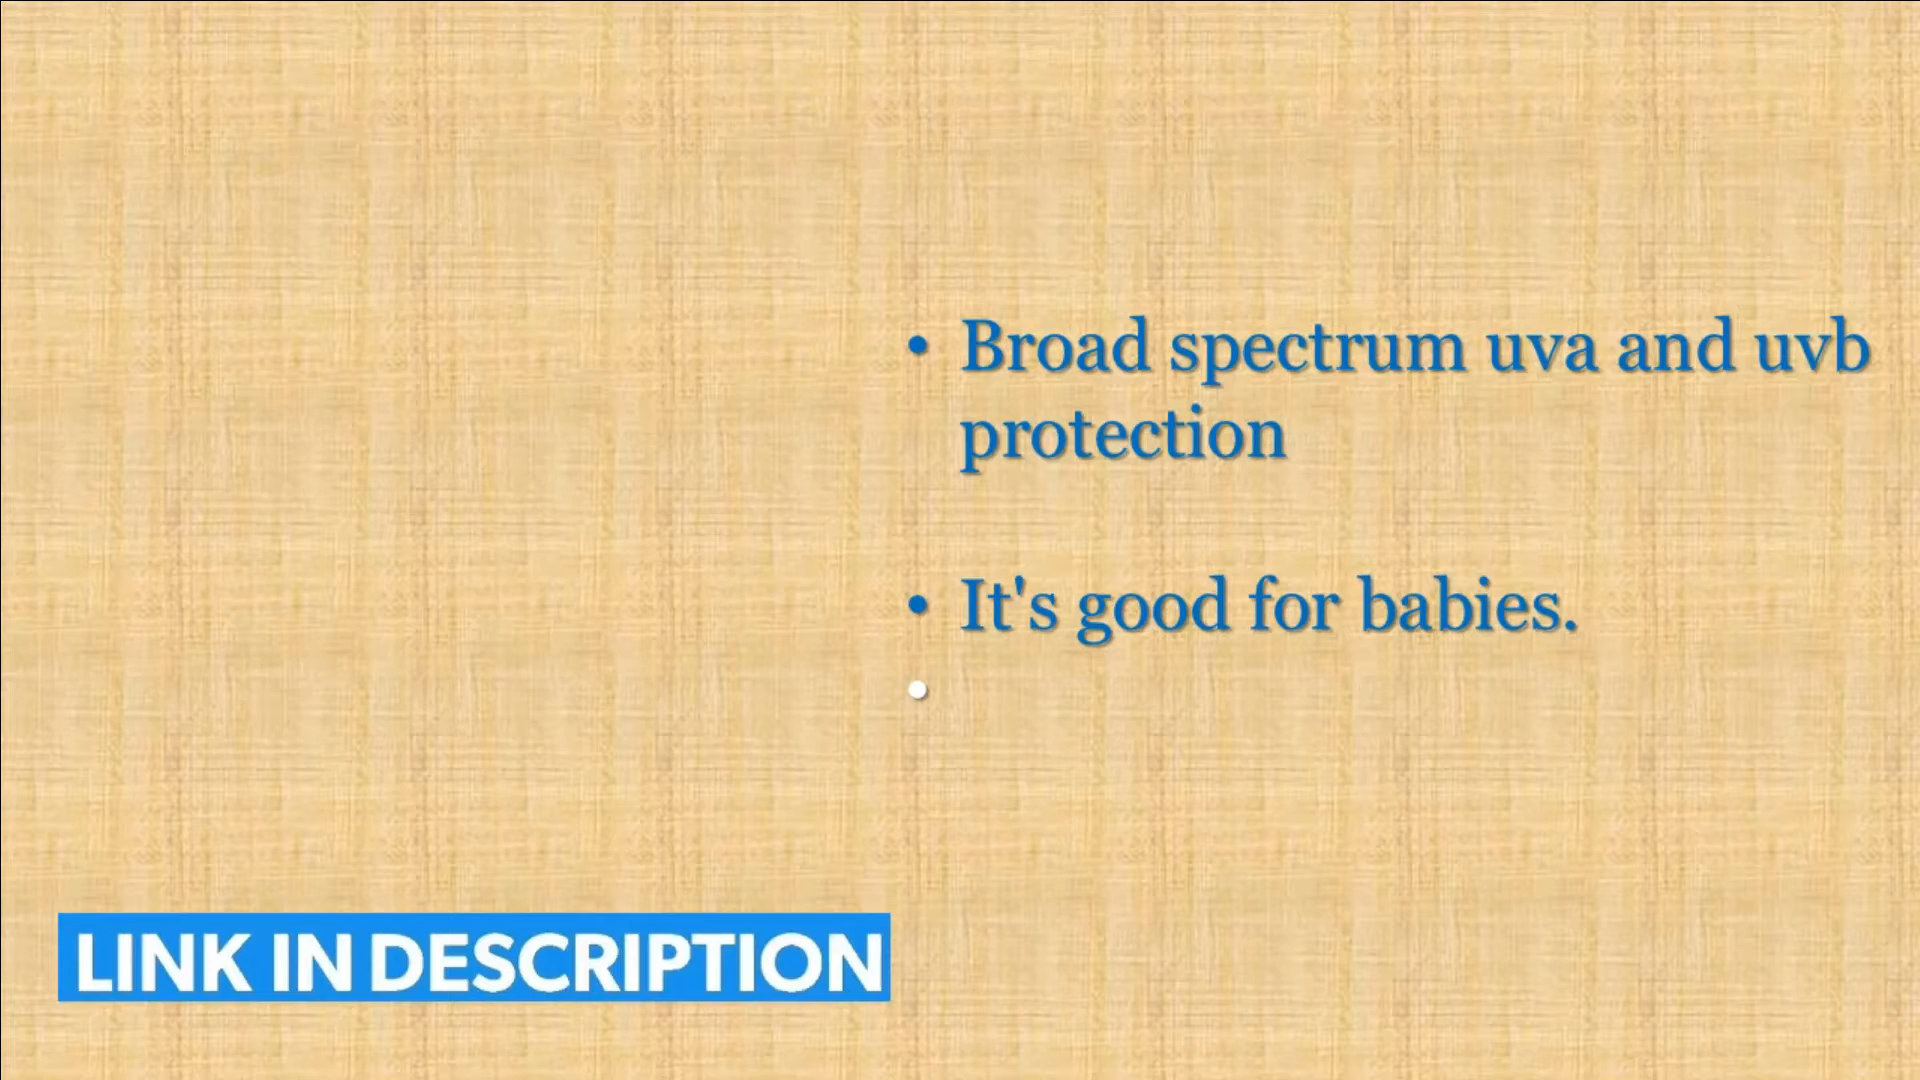 • Broad spectrum uva and uvb
protection
• It's good for babies.
•
LINK IN DESCRIPTION